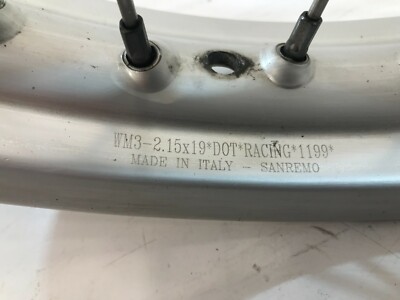 WM3-2.15x19*DOT*RACING*1199*
MADE IN ITALY - SANREMO